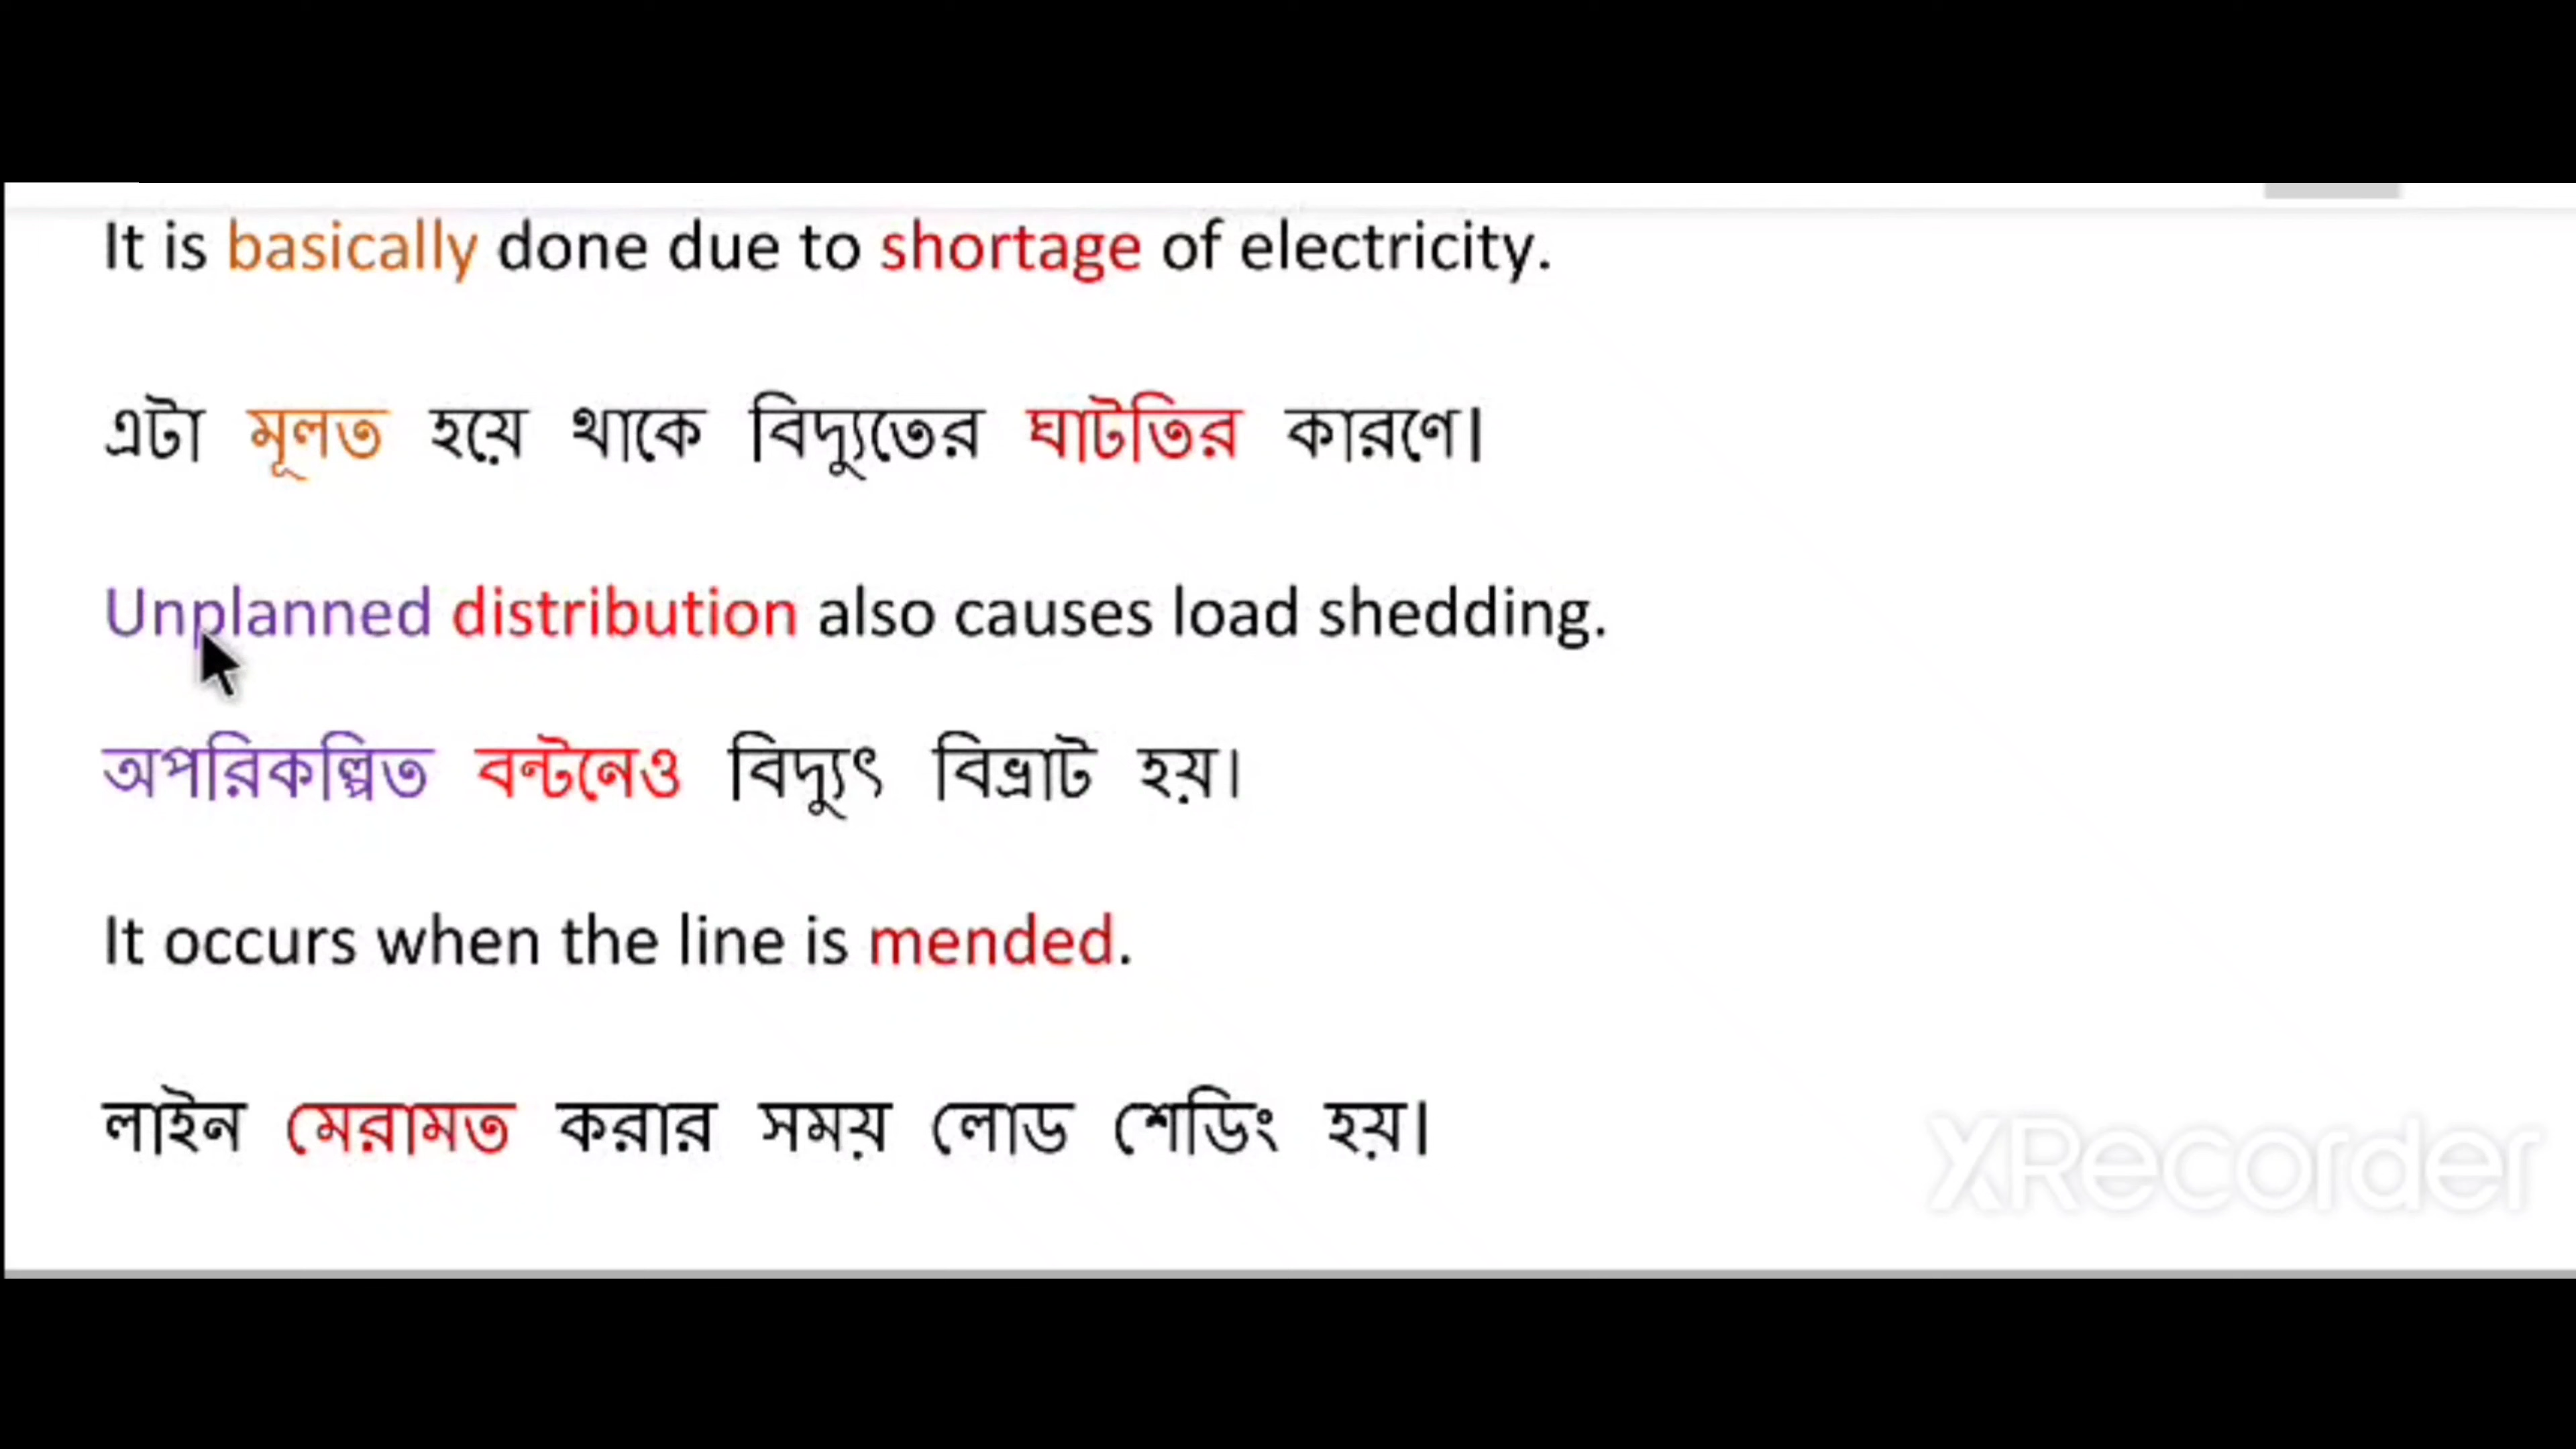 It is basically done due to shortage of electricity.
এটা মূলত হয়ে থাকে বিদ্যুতের ঘাটতির কারণে।
Unplanned distribution also causes load shedding.
অপরিকল্পিত বন্টনেও বিদ্যুৎ বিভ্রাট হয়।
It occurs when the line is mended.
লাইন মেরামত করার সময় লোড শেডিং হয়।
XRecorder